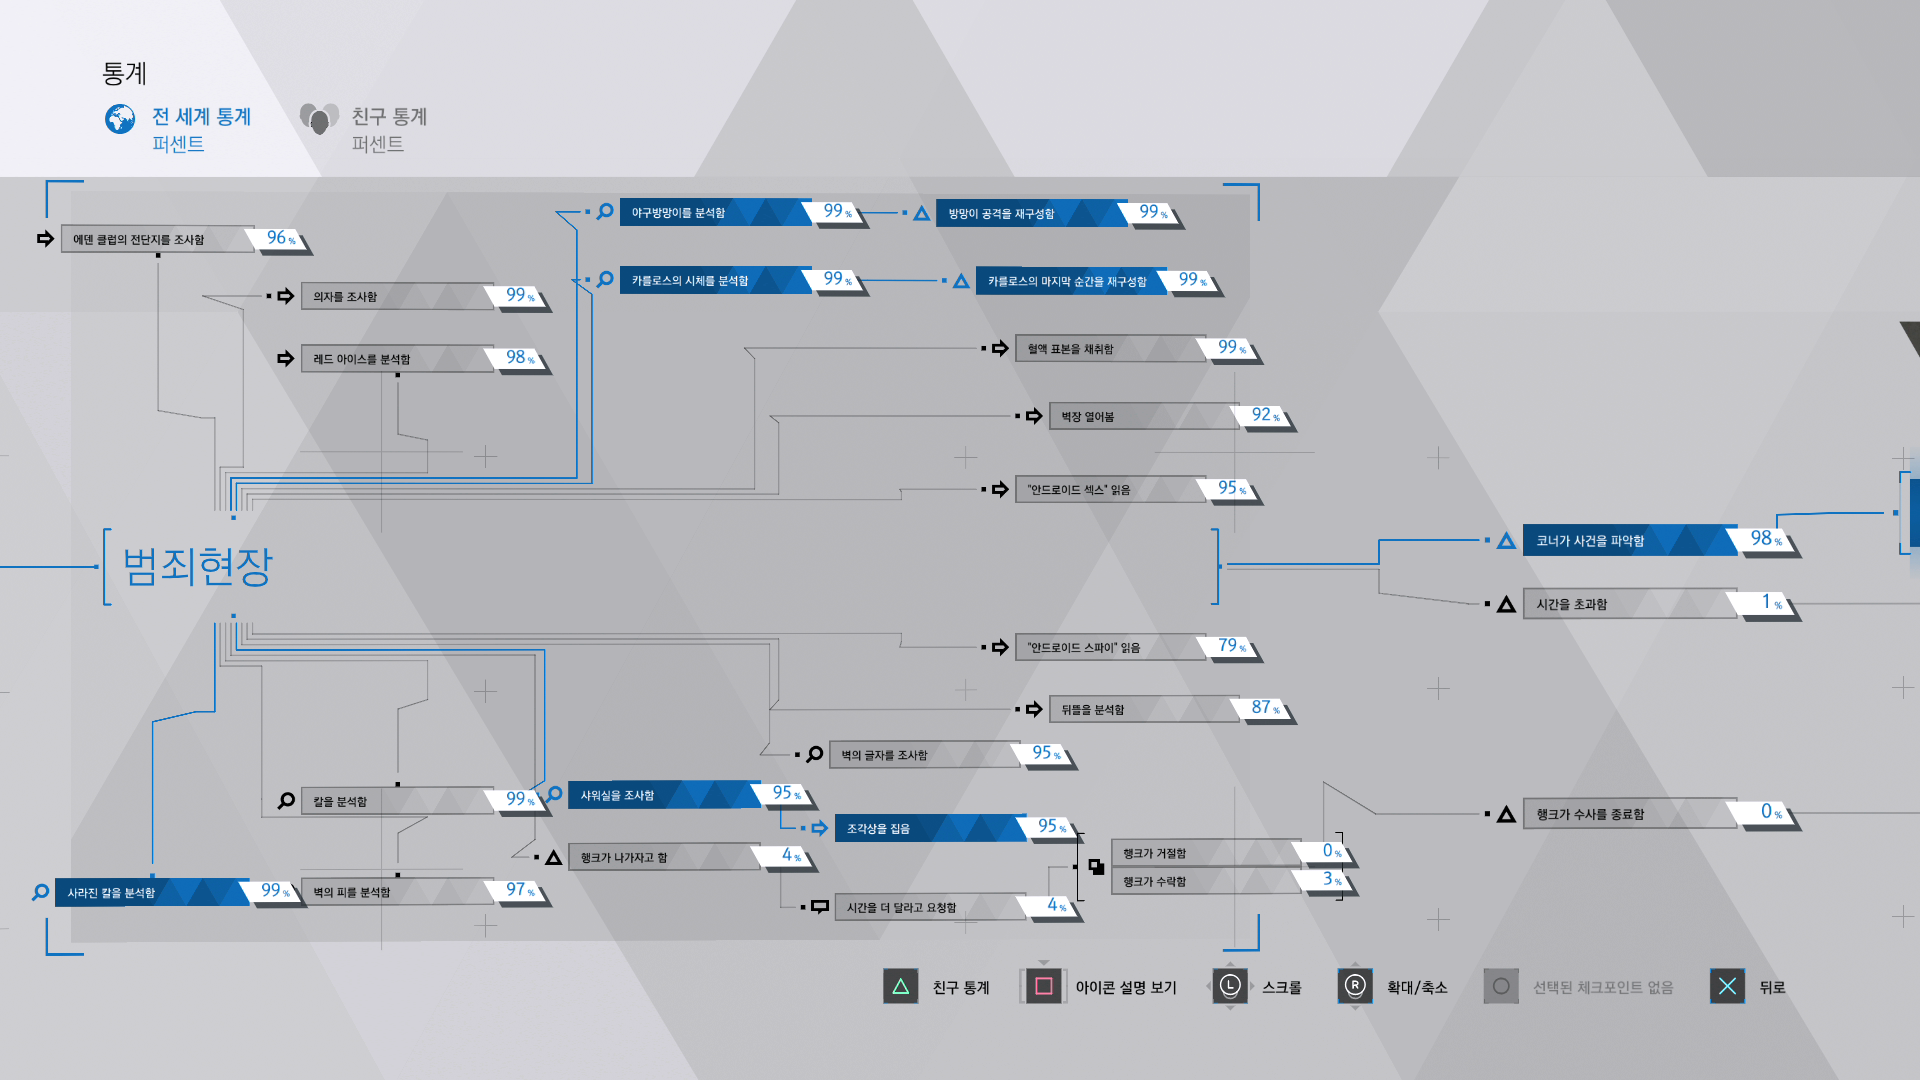 통계
전 세계 통계
퍼센트
친구 통계
퍼센트
에덴 클럽의 전단지를 조사함 96%
의자를 조사함 99%
레드 아이스를 분석함 98%
야구방망이를 분석함 99%
방망이 공격을 재구성함 99%
카를로스의 시체를 분석함 99%
카를로스의 마지막 순간을 재구성함 99%
혈액 표본을 채취함 99%
벽장 열어봄 92%
"안드로이드 섹스" 읽음 95%
범죄현장
코너가 사건을 파악함 98%
시간을 초과함 1%
"안드로이드 스파이" 읽음 79%
뒤뜰을 분석함 87%
벽의 글자를 조사함 95%
칼을 분석함 99%
샤워실을 조사함 95%
조각상을 집음 95%
행크가 나가자고 함 4%
행크가 거절함 0%
행크가 수락함 3%
행크가 수사를 종료함 0%
사라진 칼을 분석함 99%
벽의 피를 분석함 97%
시간을 더 달라고 요청함 4%
친구 통계
아이콘 설명 보기
L 스크롤
R 확대/축소
선택된 체크포인트 없음
뒤로